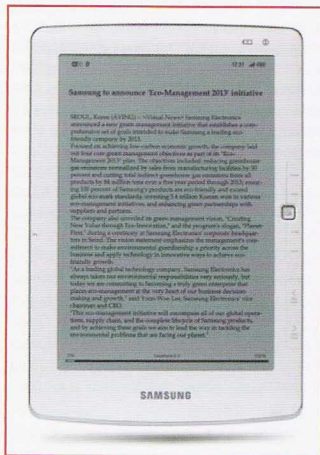 17:21
Samsung to announce 'Eco-Management 2013' initiative
SEOUL, Korea (AVING) -- <Visual News> Samsung Electronics
announced a new green management initiative that establishes a com-
prehensive set of goals intended to make Samsung a leading eco-
friendly company by 2013.
Focused on achieving low-carbon economic growth, the company laid
out four core green management objectives as part of its "Eco-
Management 2013" plan. The objectives included: reducing greenhouse
gas emissions normalized by sales from manufacturing facilities by 50
percent and cutting total indirect greenhouse gas emissions from all
products by 84 million tons over a five year period through 2013; ensur-
ing 100 percent of Samsung's products are eco-friendly and exceed
global eco-mark standards; investing 5.4 trillion Korean won in various
eco-management initiatives; and enhancing green partnerships with
suppliers and partners.
The company also unveiled its green management vision, "Creating
New Value through Eco-Innovation," and the program's slogan, "Planet
First," during a ceremony at Samsung Electronics' corporate headquar-
ters in Seoul. The vision statement emphasizes the management's com-
mitment to make environmental guardianship a priority across the
business and apply technology in innovative ways to achieve eco-
friendly growth.
"As a leading global technology company, Samsung Electronics has
always taken our environmental responsibilities very seriously, but
today we are committing to becoming a truly green enterprise that
places eco-management at the very heart of our business decision-
making and growth," said Yoon-Woo Lee, Samsung Electronics' vice
chairman and CEO.
"This eco-management initiative will encompass all of our global opera-
tions, supply chain, and the complete lifecycle of Samsung products,
and by achieving these goals we aim to lead the way in tackling the
environmental problems that are facing our planet."
SAMSUNG